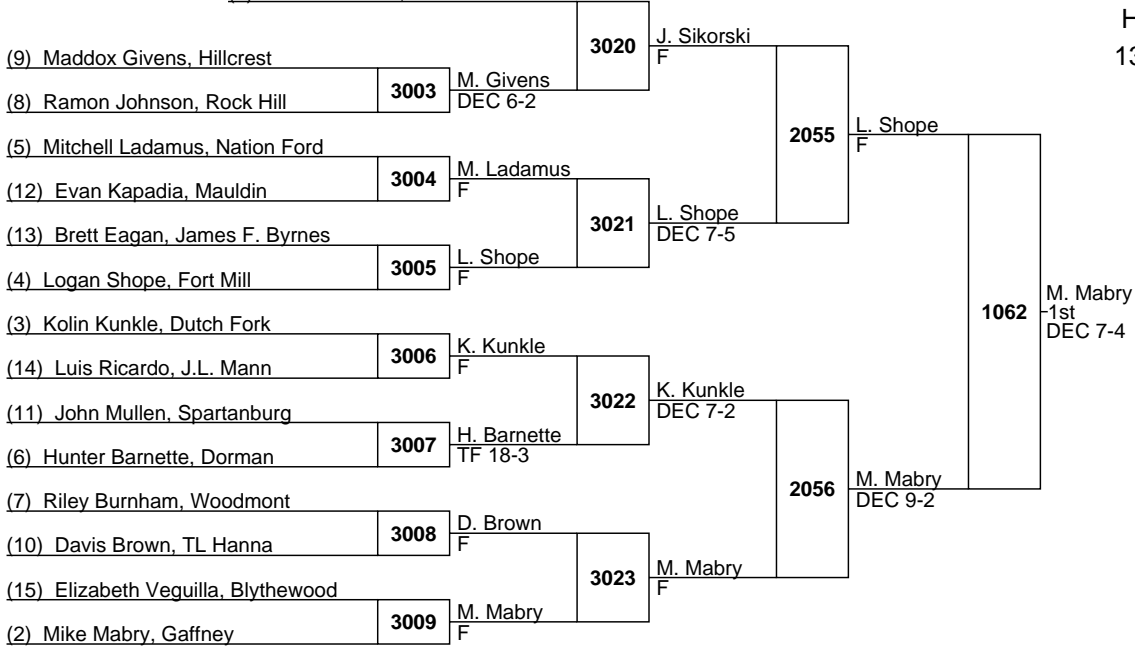 3020
J. Sikorski
F
H
13
(9) Maddox Givens, Hillcrest
3003
M. Givens
DEC 6-2
(8) Ramon Johnson, Rock Hill
(5) Mitchell Ladamus, Nation Ford
3004
M. Ladamus
F
(12) Evan Kapadia, Mauldin
2055
L. Shope
F
3021
L. Shope
DEC 7-5
(13) Brett Eagan, James F. Byrnes
3005
L. Shope
F
(4) Logan Shope, Fort Mill
1062
M. Mabry
1st
DEC 7-4
(3) Kolin Kunkle, Dutch Fork
3006
K. Kunkle
F
(14) Luis Ricardo, J.L. Mann
3022
K. Kunkle
DEC 7-2
(11) John Mullen, Spartanburg
3007
H. Barnette
TF 18-3
(6) Hunter Barnette, Dorman
2056
M. Mabry
DEC 9-2
(7) Riley Burnham, Woodmont
3008
D. Brown
F
(10) Davis Brown, TL Hanna
3023
M. Mabry
F
(15) Elizabeth Veguilla, Blythewood
3009
M. Mabry
F
(2) Mike Mabry, Gaffney